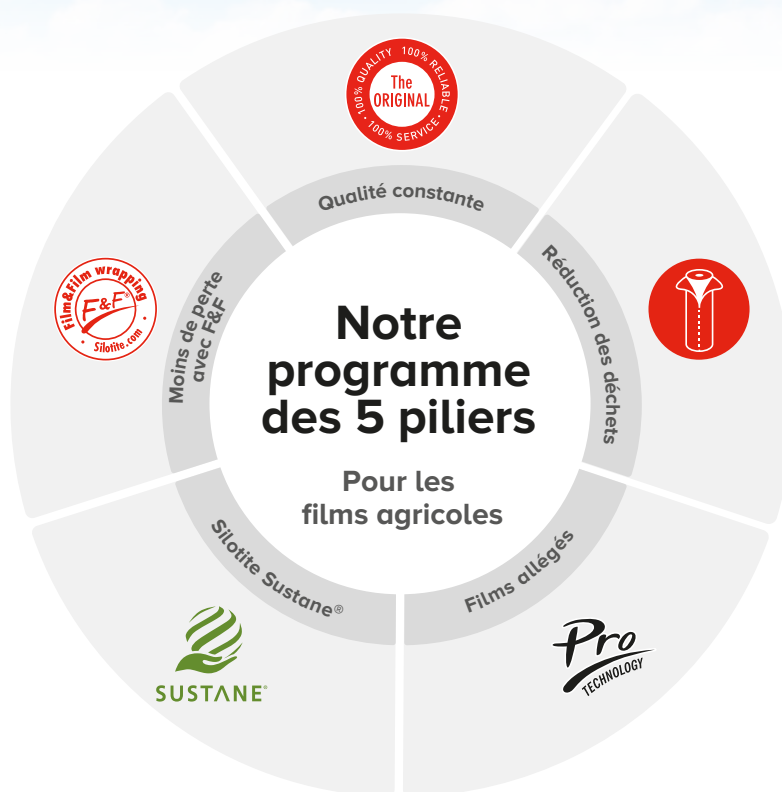 100% QUALITY · 100% RELIABLE · 100% SERVICE ·
The
ORIGINAL
Qualité constante
Réduction des déchets
Films allégés
Pro
TECHNOLOGY
Silotite Sustane®
SUSTANE®
Moins de perte
avec F&F
Film&Film wrapping
F&F®
· Silotite.com ·
Notre
programme
des 5 piliers
Pour les
films agricoles